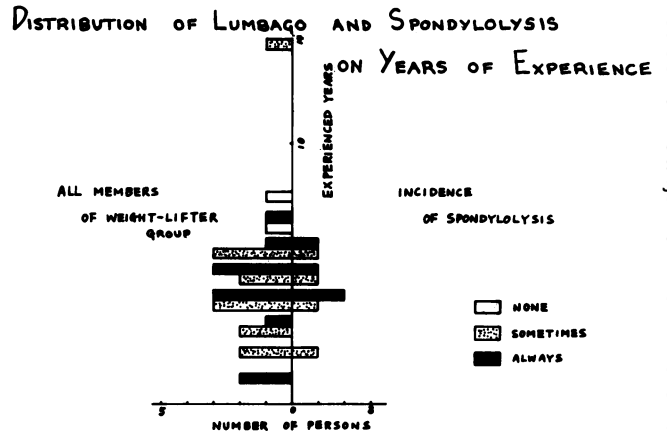 DISTRIBUTION OF LUMBAGO AND SPONDYLOLYSIS
ON YEARS OF EXPERIENCE
EXPERIENCED YEARS
10
ALL MEMBERS
OF WEIGHT-LIFTER
GROUP
INCIDENCE
OF SPONDYLOLYSIS
NONE
SOMETIMES
ALWAYS
5 0 3
NUMBER OF PERSONS